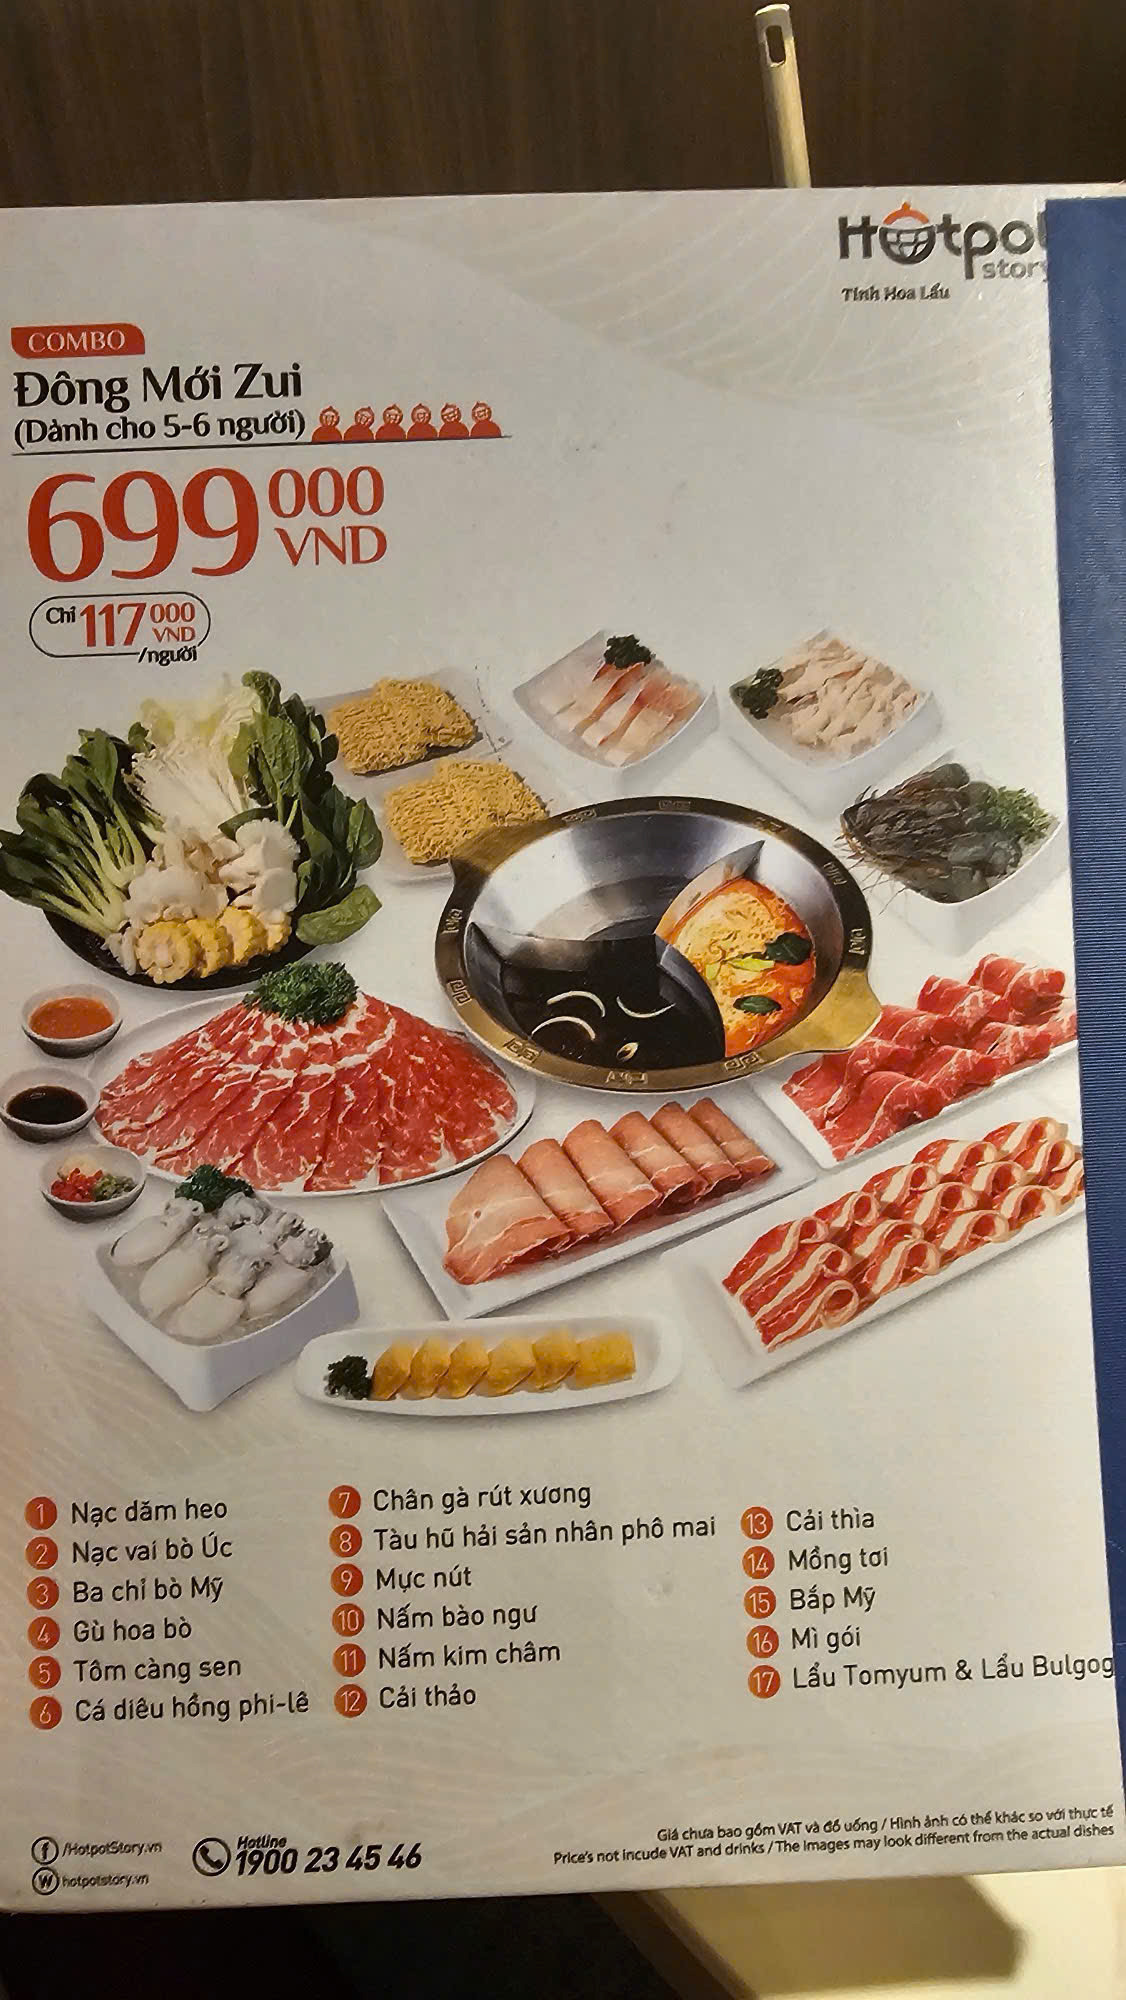 Hotpot
story
Tinh Hoa Lẩu
COMBO
Đông Mới Zui
(Dành cho 5-6 người)
699 000
VND
Chỉ 117 000
VND
/người
1 Nạc dăm heo
2 Nạc vai bò Úc
3 Ba chỉ bò Mỹ
4 Gù hoa bò
5 Tôm càng sen
6 Cá diêu hồng phi-lê
7 Chân gà rút xương
8 Tàu hũ hải sản nhân phô mai
9 Mực nút
10 Nấm bào ngư
11 Nấm kim châm
12 Cải thảo
13 Cải thìa
14 Mồng tơi
15 Bắp Mỹ
16 Mì gói
17 Lẩu Tomyum & Lẩu Bulgog
f /HotpotStory.vn
W hotpotstory.vn
Hotline
1900 23 45 46
Giá chưa bao gồm VAT và đồ uống / Hình ảnh có thể khác so với thực tế
Price's not incude VAT and drinks / The images may look different from the actual dishes